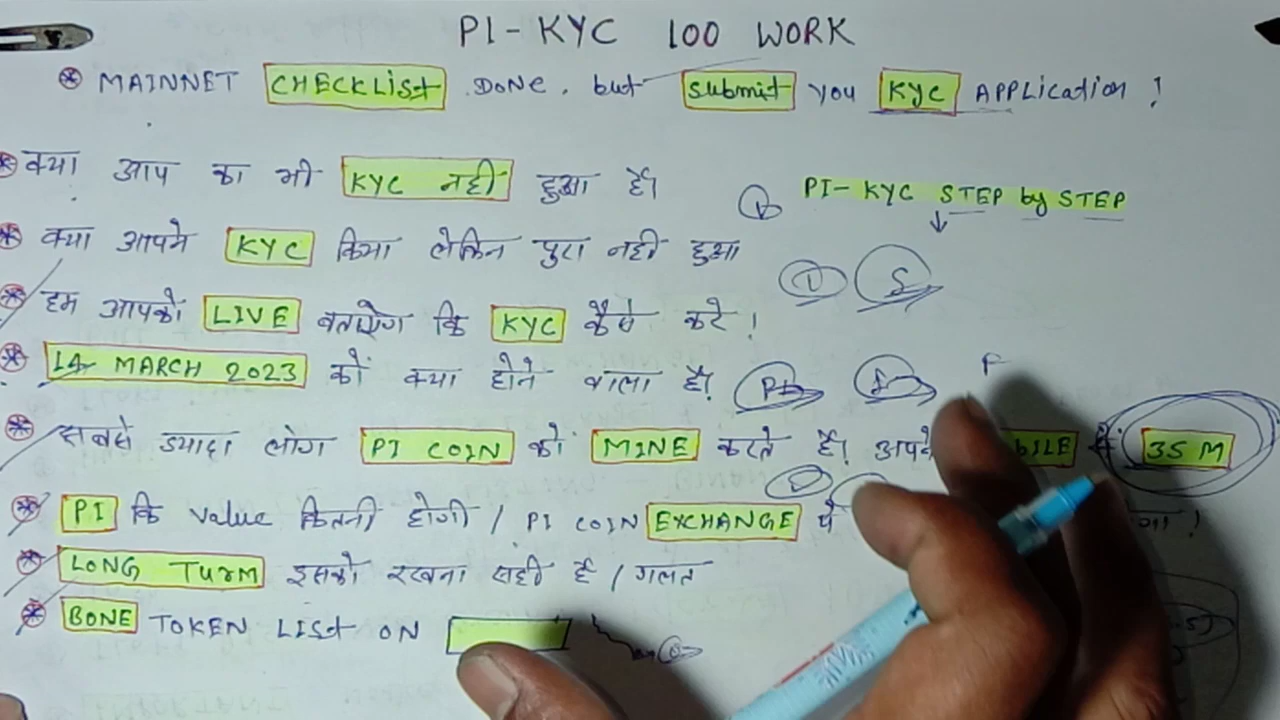 PI-KYC 100 WORK
MAINNET CHECKLIST DONE. but submit you KYC APPlication !
क्या आप का भी KYC नही हुआ है।
PI-KYC STEP by STEP
क्या आपने KYC किया लेकिन पुरा नही हुआ
हम आपको LIVE बतायेगे कि KYC कैसे करे !
14 MARCH 2023 को क्या होने वाला है।
सबसे ज्यादा लोग PI COIN को MINE करते है। आपने 35 M
PI कि Value कितनी होगी / PI COIN EXCHANGE पे
LONG TURM इसको रखना सही है / गलत
BONE TOKEN LISt ON